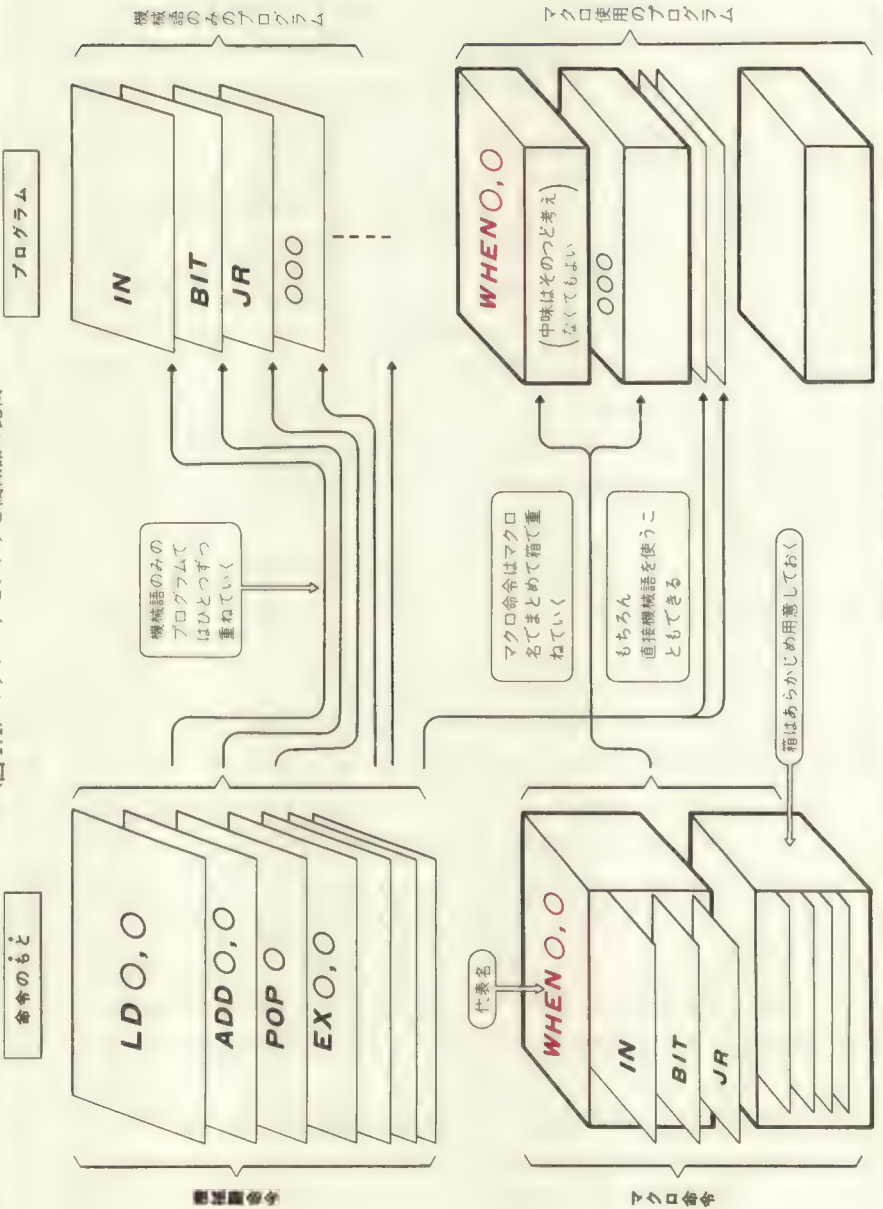 命令のもと
プログラム
LD O,O
ADD O,O
POP O
EX O,O
機械語のみの
プログラムで
はひとつずつ
重ねていく
IN
BIT
JR
OOO
機械語のみのプログラム
マクロ命令
代表名
WHEN O,O
IN
BIT
JR
箱はあらかじめ用意しておく
マクロ命令はマクロ
名でまとめて箱で重
ねていく
もちろん
直接機械語を使うこ
ともできる
WHEN O,O
(中味はそのつど考え
なくてもよい)
OOO
マクロ使用のプログラム